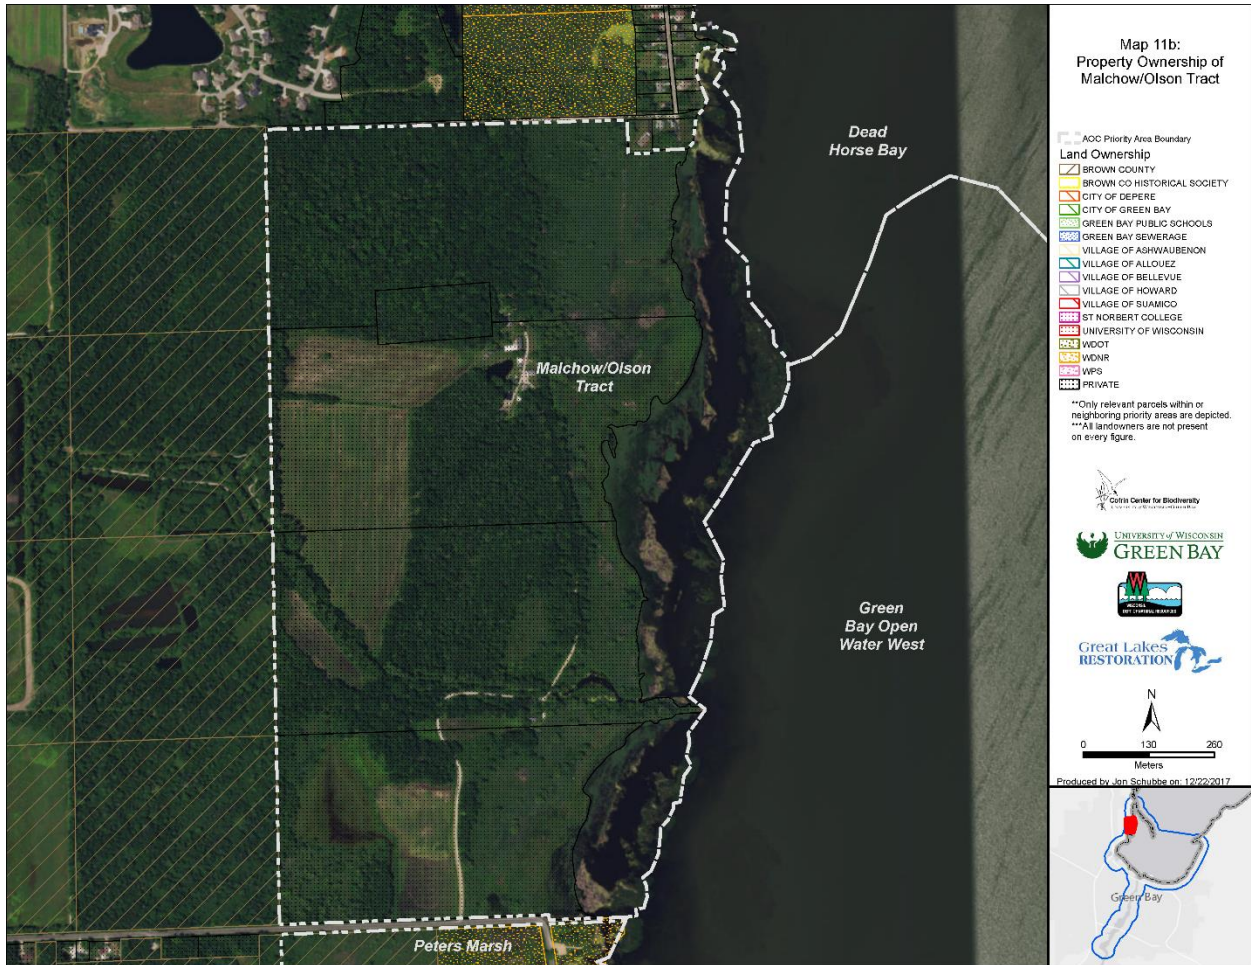 Map 11b:
Property Ownership of
Malchow/Olson Tract
AOC Priority Area Boundary
Land Ownership
BROWN COUNTY
BROWN CO HISTORICAL SOCIETY
CITY OF DEPERE
CITY OF GREEN BAY
GREEN BAY PUBLIC SCHOOLS
GREEN BAY SEWERAGE
VILLAGE OF ASHWAUBENON
VILLAGE OF ALLOUEZ
VILLAGE OF BELLEVUE
VILLAGE OF HOWARD
VILLAGE OF SUAMICO
ST NORBERT COLLEGE
UNIVERSITY OF WISCONSIN
WDOT
WDNR
WPS
PRIVATE
**Only relevant parcels within or
neighboring priority areas are depicted.
***All landowners are not present
on every figure.
Cofrin Center for Biodiversity
UNIVERSITY of WISCONSIN
GREEN BAY
Great Lakes
RESTORATION
N
0 130 260
Meters
Produced by Jon Schubbe on: 12/22/2017
Green Bay
Dead
Horse Bay
Malchow/Olson
Tract
Green
Bay Open
Water West
Peters Marsh